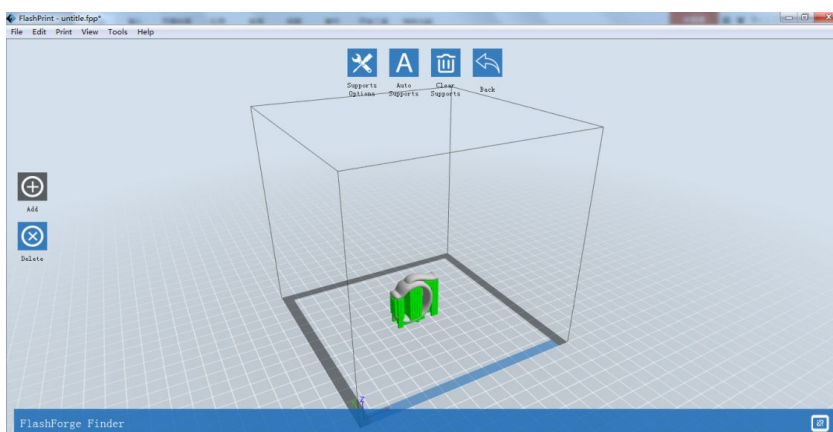 FlashPrint - untitled.fpp*
File Edit Print View Tools Help
Supports Options
Auto Supports
Clear Supports
Back
Add
Delete
FlashForge Finder